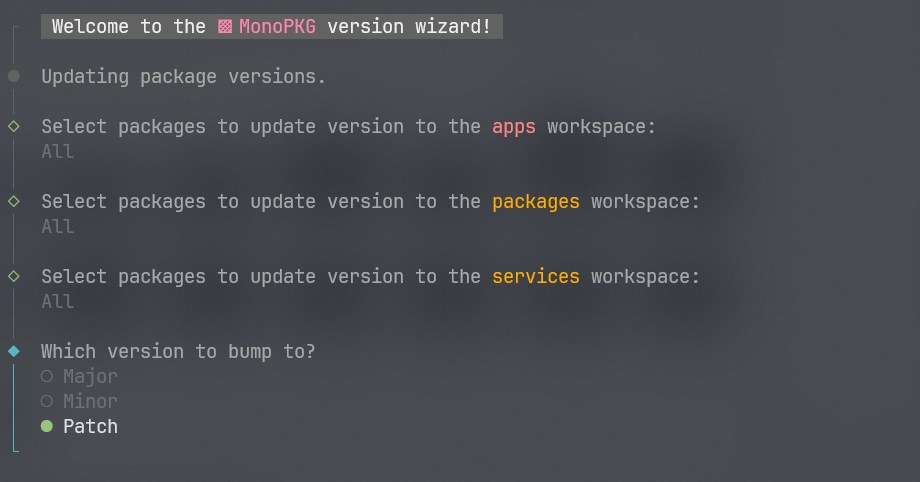 Welcome to the ▨ MonoPKG version wizard!
Updating package versions.
Select packages to update version to the apps workspace:
All
Select packages to update version to the packages workspace:
All
Select packages to update version to the services workspace:
All
Which version to bump to?
Major
Minor
Patch